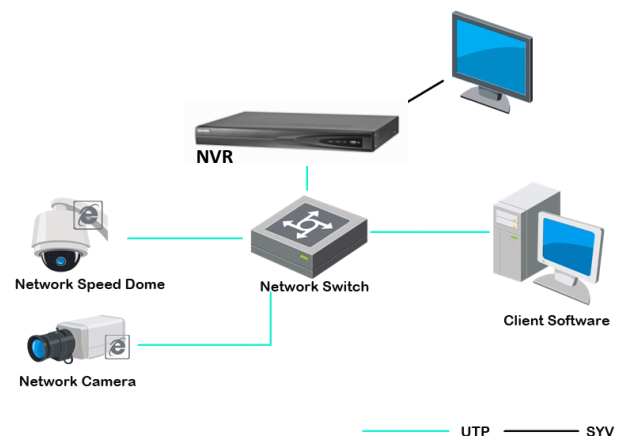 NVR
Network Speed Dome
Network Switch
Client Software
Network Camera
UTP SYV